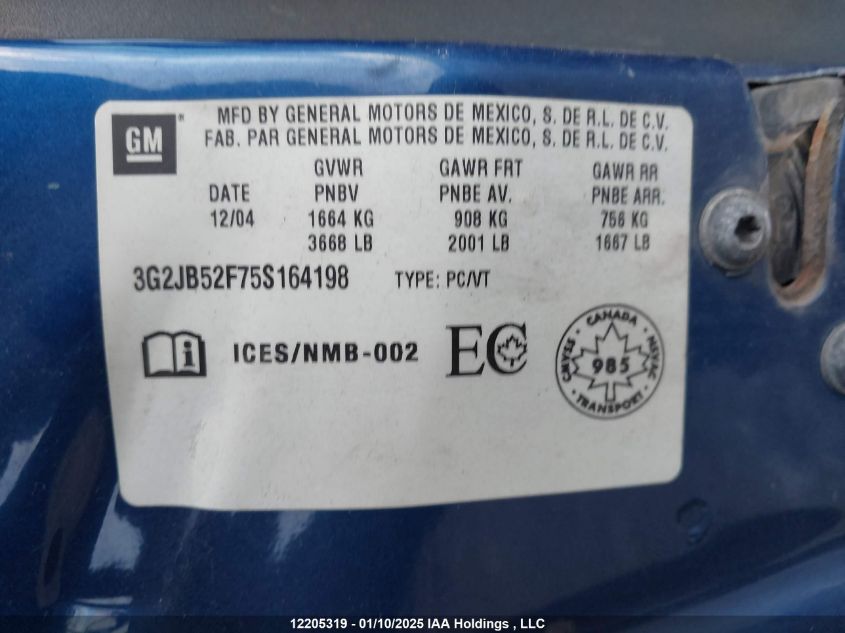 GM
MFD BY GENERAL MOTORS DE MEXICO, S. DE R.L. DE C.V.
FAB. PAR GENERAL MOTORS DE MEXICO, S. DE R.L. DE C.V.
GVWR GAWR FRT GAWR RR
DATE PNBV PNBE AV. PNBE ARR.
12/04 1664 KG 908 KG 756 KG
3668 LB 2001 LB 1667 LB
3G2JB52F75S164198 TYPE: PC/VT
i ICES/NMB-002 EC
CANADA
CMVSS 985 NSVAC
TRANSPORT
12205319 - 01/10/2025 IAA Holdings , LLC